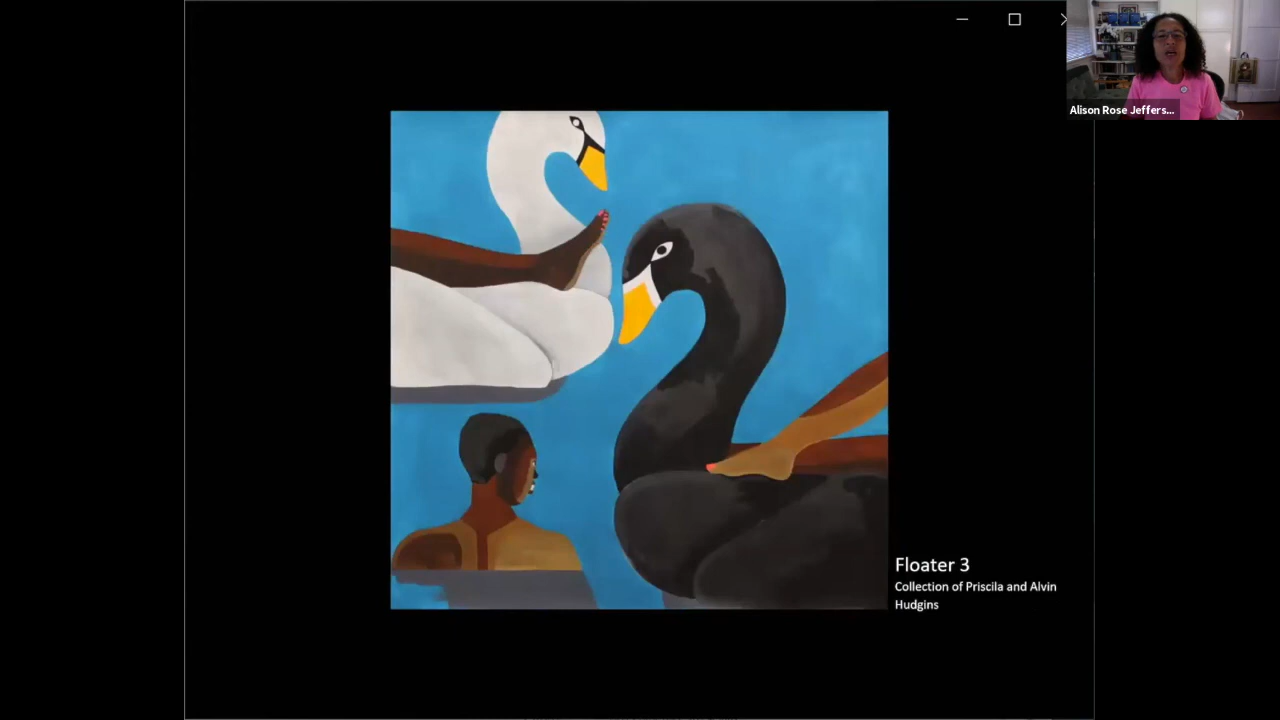 Alison Rose Jeffers...
Floater 3
Collection of Priscila and Alvin
Hudgins